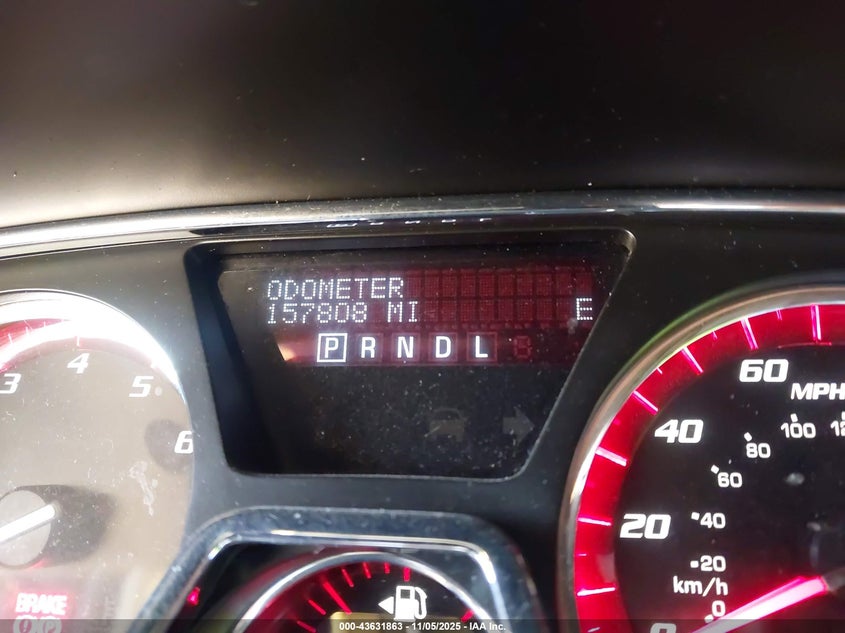 ODOMETER
157808 MI E
P R N D L
3 4 5 6
20 40 60
MPH
0 20 40 60 80 100
km/h
0
BRAKE
000-43631863 - 11/05/2025 - IAA Inc.